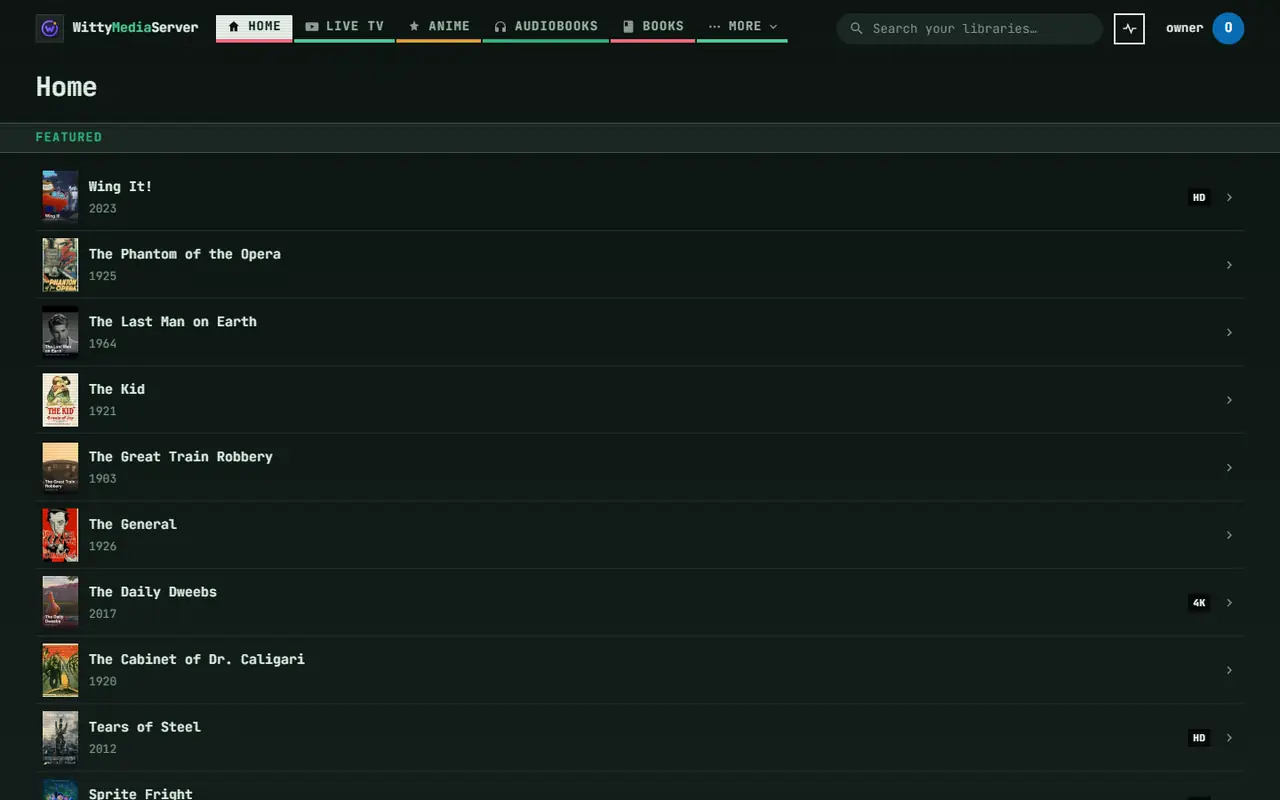 WittyMediaServer HOME LIVE TV ANIME AUDIOBOOKS BOOKS MORE Search your libraries… owner O
Home
FEATURED
Wing It!
2023
HD
The Phantom of the Opera
1925
The Last Man on Earth
1964
The Kid
1921
The Great Train Robbery
1903
The General
1926
The Daily Dweebs
2017
4K
The Cabinet of Dr. Caligari
1920
Tears of Steel
2012
HD
Sprite Fright